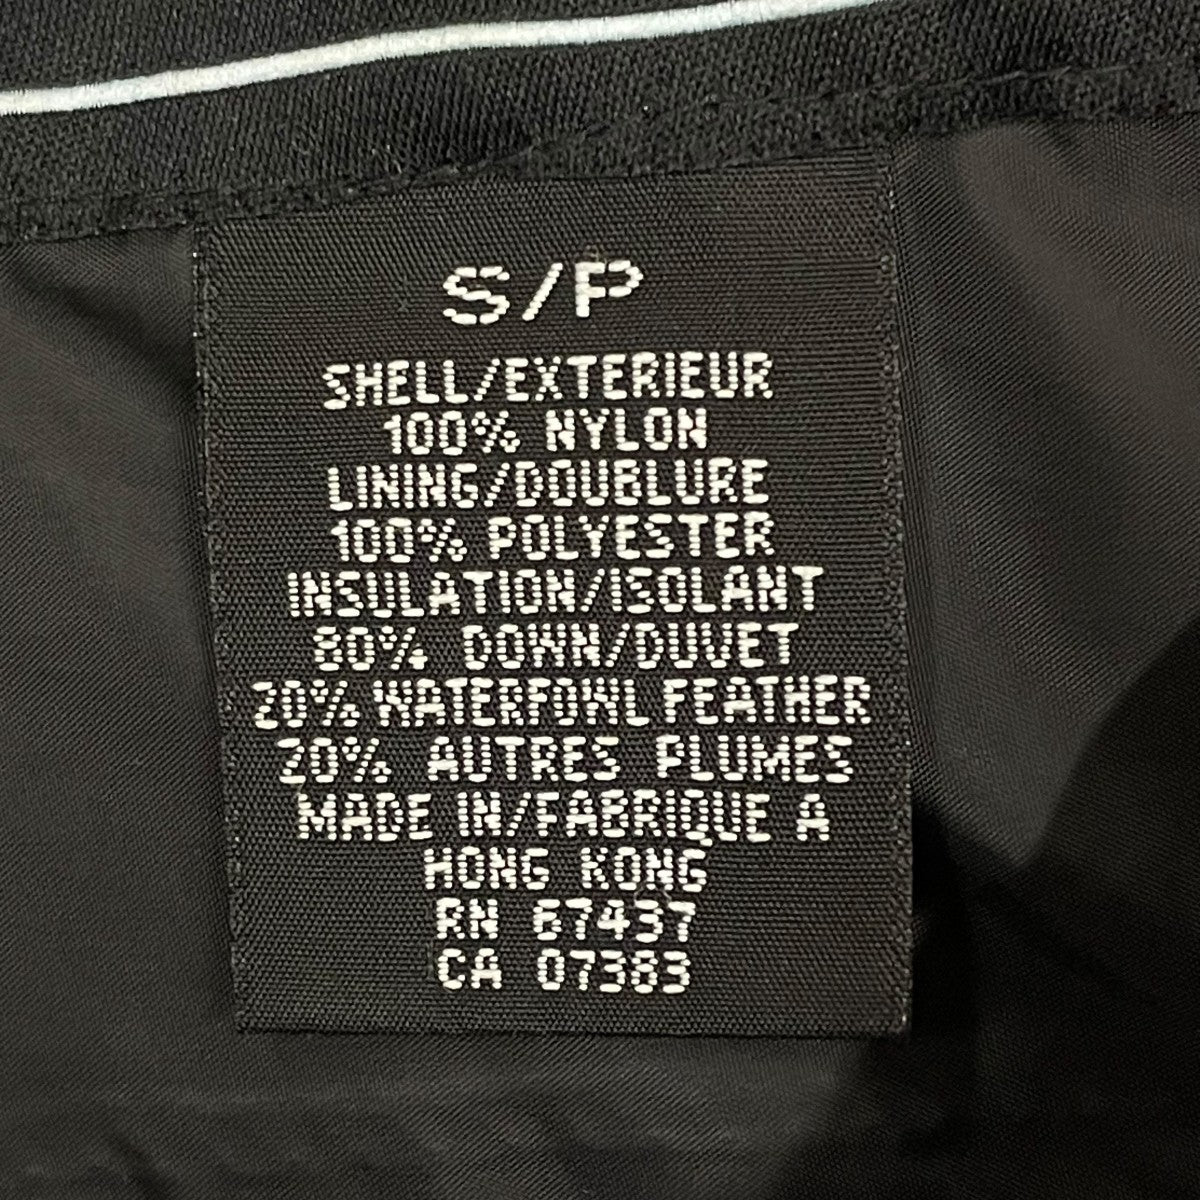 S/P
SHELL/EXTERIEUR
100% NYLON
LINING/DOUBLURE
100% POLYESTER
INSULATION/ISOLANT
80% DOWN/DUVET
20% WATERFOWL FEATHER
20% AUTRES PLUMES
MADE IN/FABRIQUE A
HONG KONG
RN 67437
CA 07383